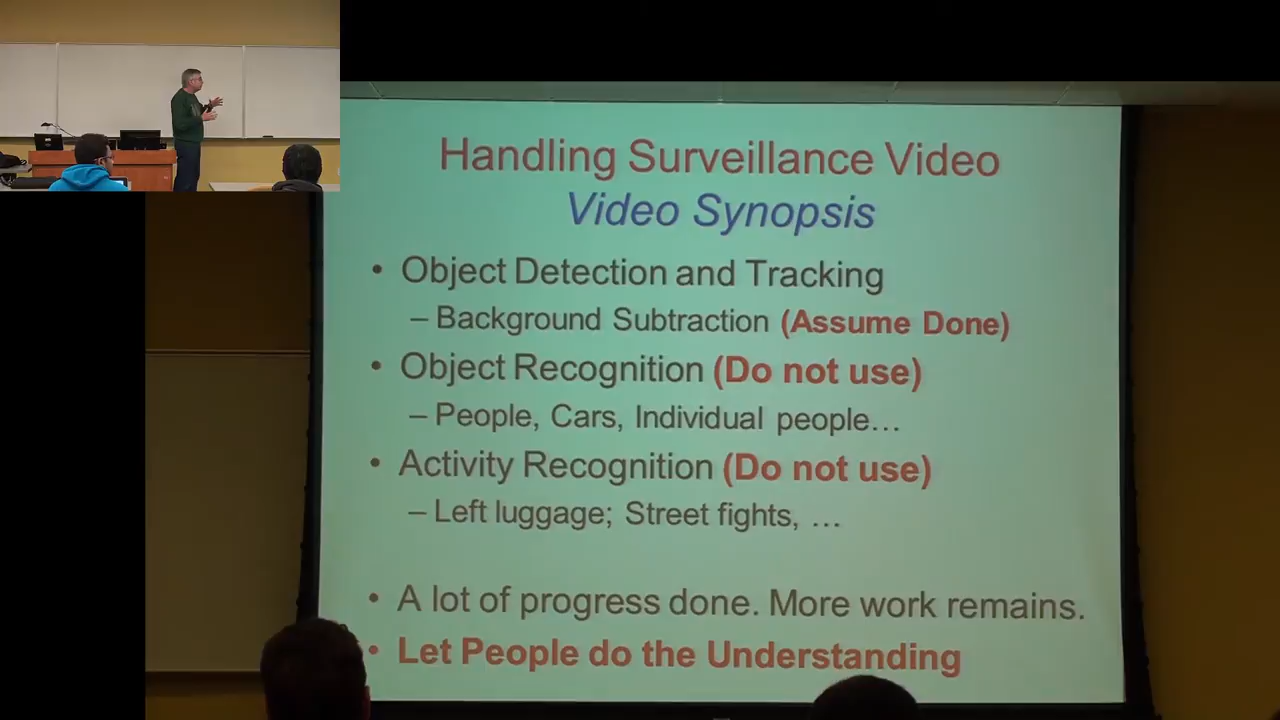 Handling Surveillance Video
Video Synopsis
• Object Detection and Tracking
– Background Subtraction (Assume Done)
• Object Recognition (Do not use)
– People, Cars, Individual people…
• Activity Recognition (Do not use)
– Left luggage; Street fights, …
• A lot of progress done. More work remains.
• Let People do the Understanding